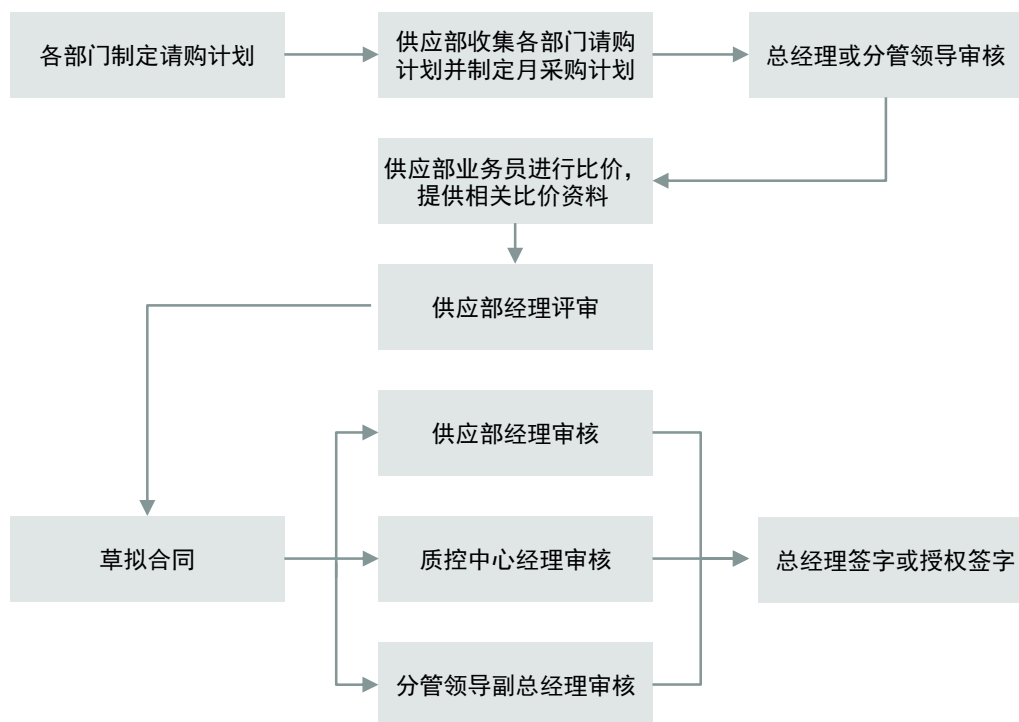 各部门制定请购计划
供应部收集各部门请购
计划并制定月采购计划
总经理或分管领导审核
供应部业务员进行比价，
提供相关比价资料
供应部经理评审
供应部经理审核
草拟合同
质控中心经理审核
总经理签字或授权签字
分管领导副总经理审核